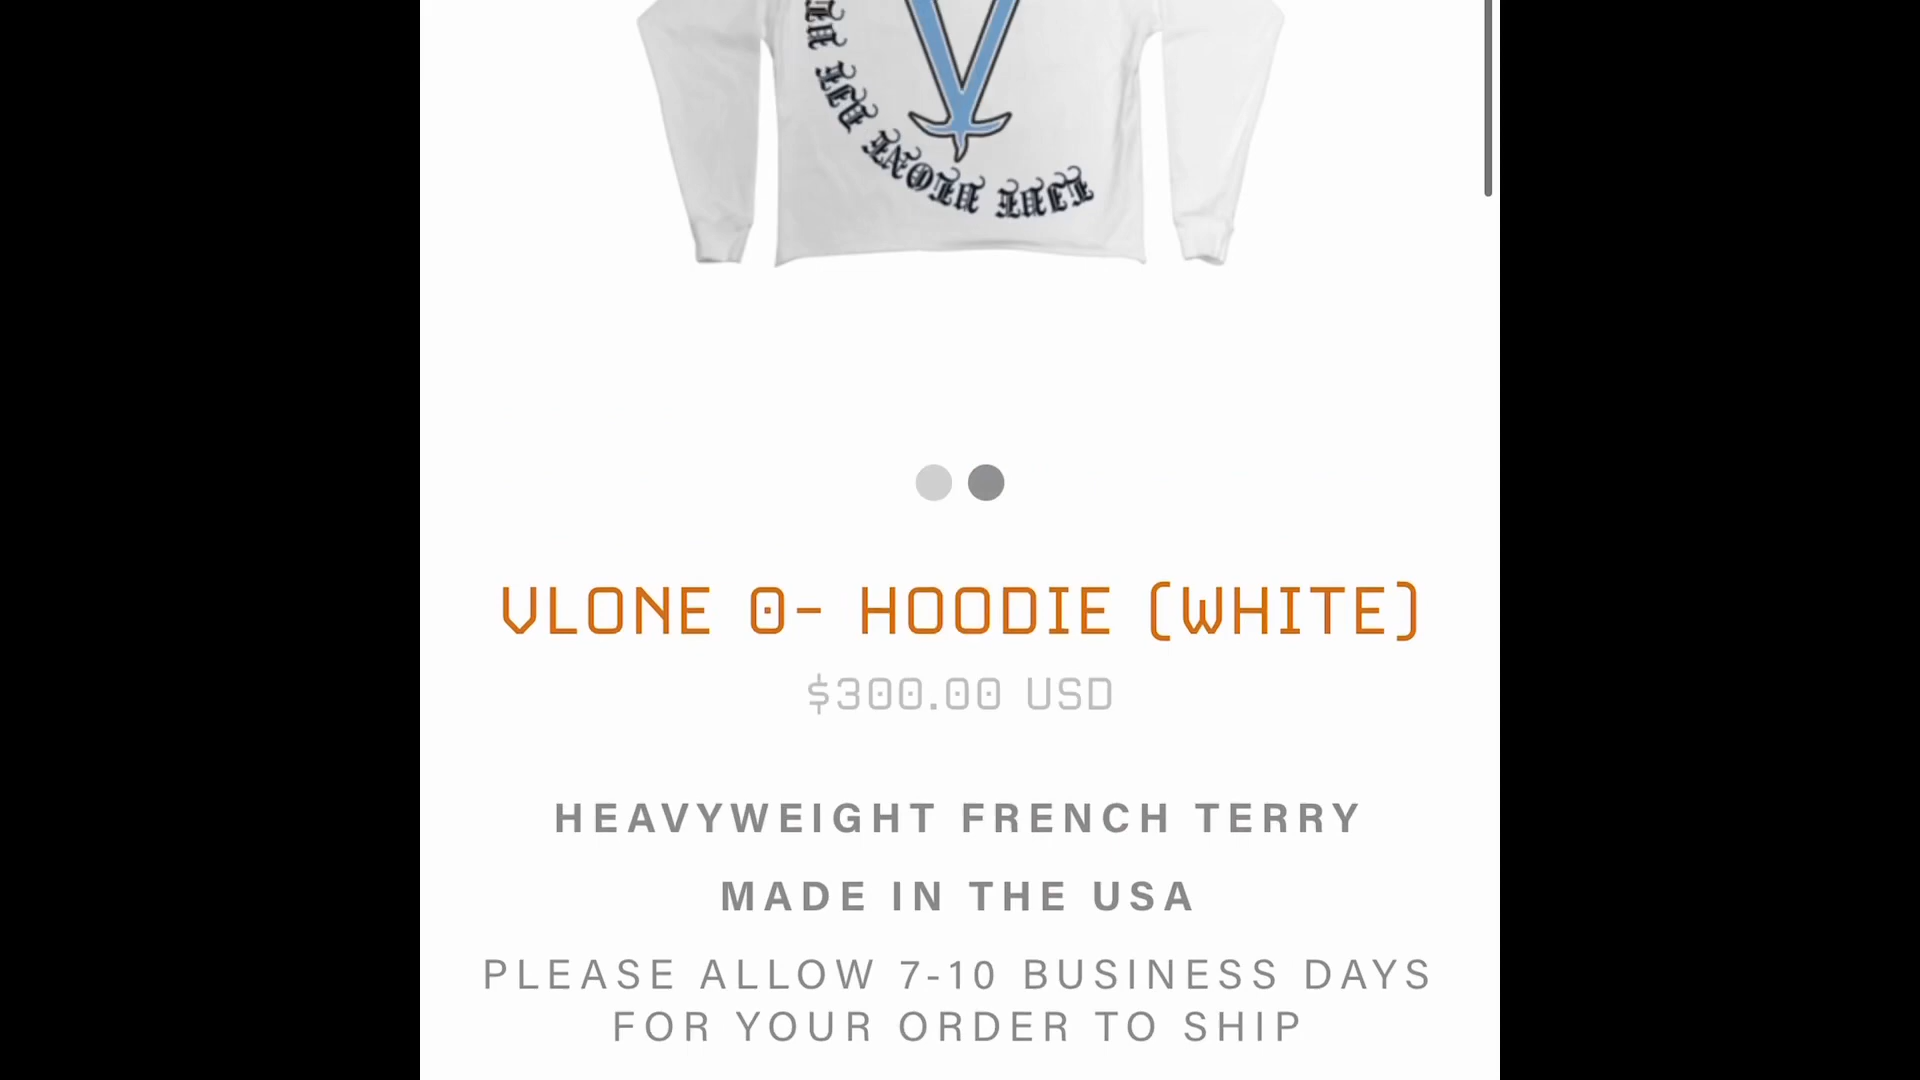 VLONE 0- HOODIE (WHITE)
$300.00 USD
HEAVYWEIGHT FRENCH TERRY
MADE IN THE USA
PLEASE ALLOW 7-10 BUSINESS DAYS
FOR YOUR ORDER TO SHIP